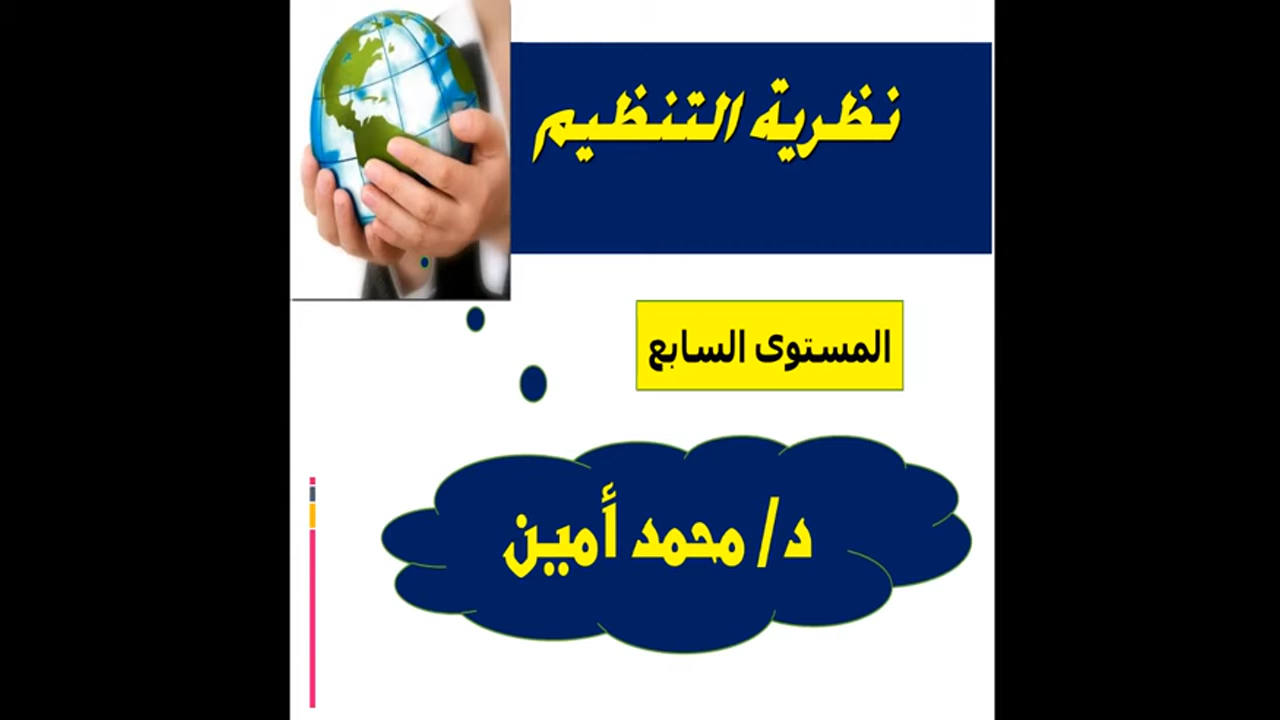 نظرية التنظيم
المستوى السابع
د/ محمد أمين